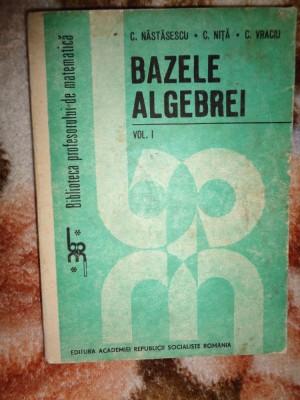 C. NĂSTĂSESCU • C. NIȚĂ • C. VRACIU
BAZELE
ALGEBREI
VOL. I
Biblioteca profesorului de matematică
EDITURA ACADEMIEI REPUBLICII SOCIALISTE ROMÂNIA